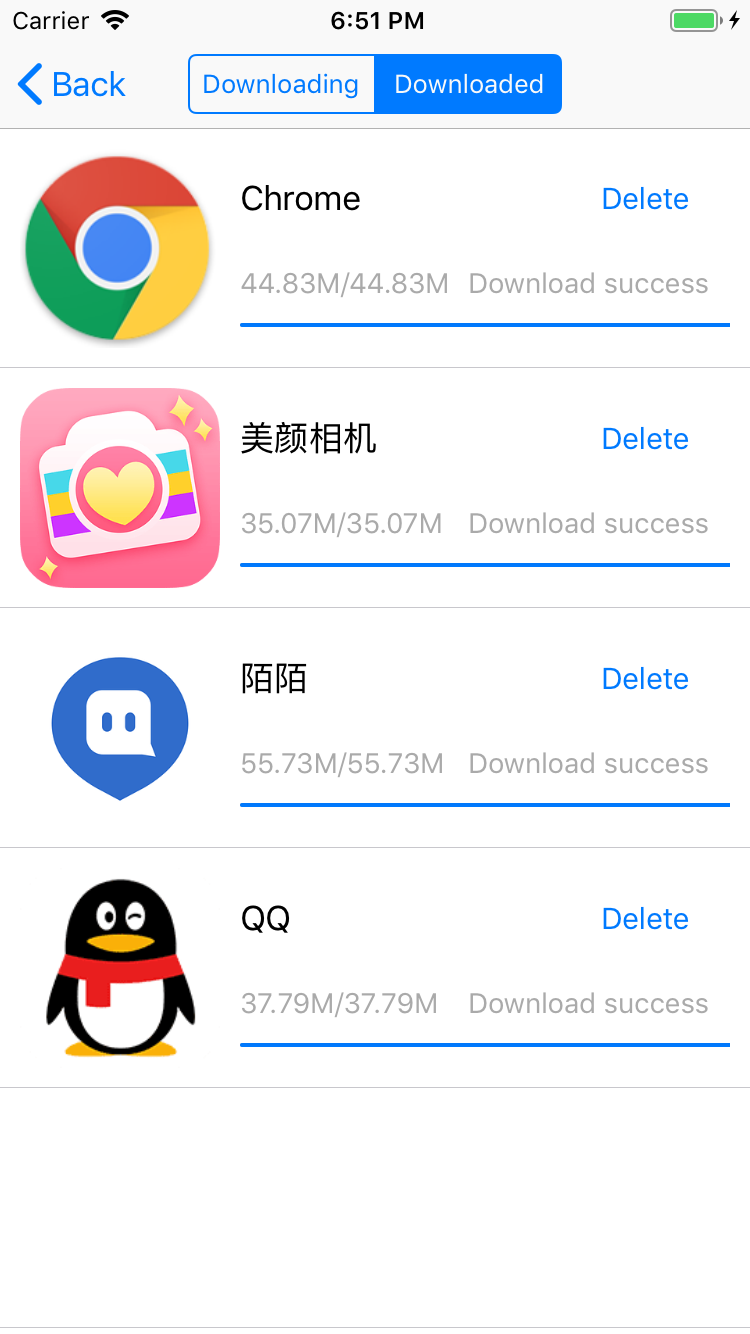 Carrier 6:51 PM
Back Downloading Downloaded
Chrome Delete
44.83M/44.83M Download success
美颜相机 Delete
35.07M/35.07M Download success
陌陌 Delete
55.73M/55.73M Download success
QQ Delete
37.79M/37.79M Download success